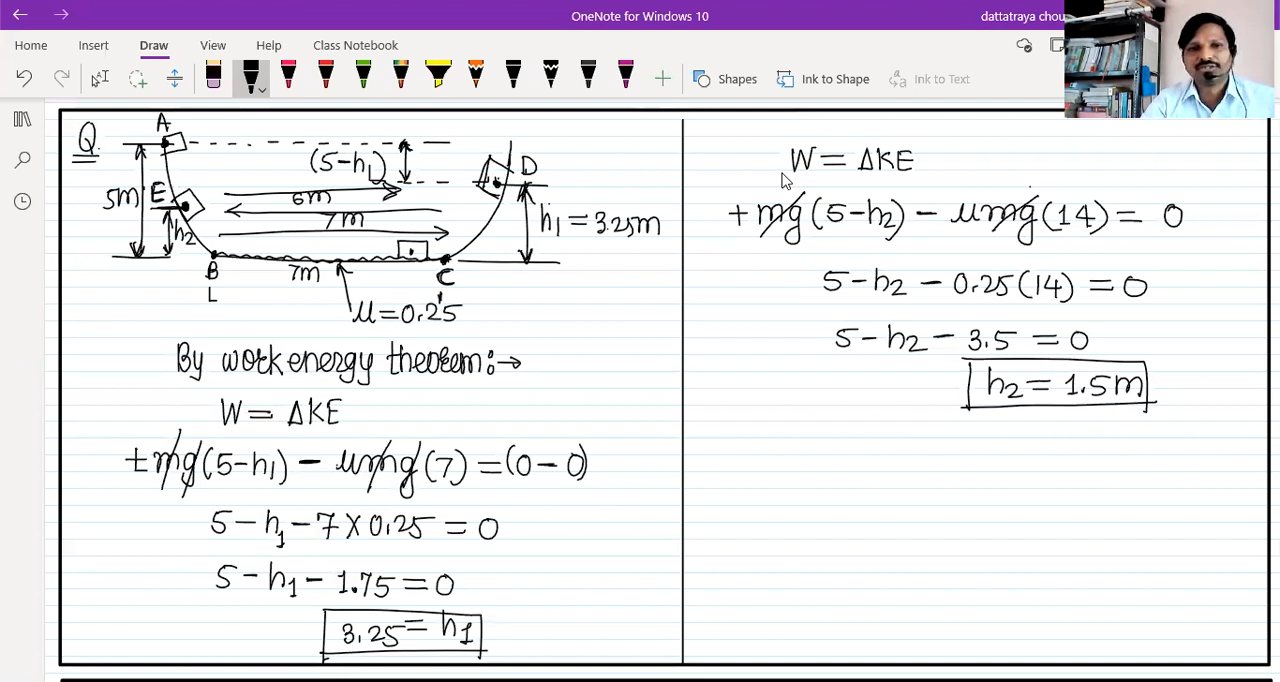 OneNote for Windows 10
dattatraya chou
Home Insert Draw View Help Class Notebook
Shapes Ink to Shape Ink to Text
Q
A
5m
E
h2
(5-h1)
6m
7m
D
h1 = 3.25m
B
L
7m
C
μ=0.25
By work energy theorem:→
W = ΔKE
+mg(5-h1) - μmg(7) = (0-0)
5-h1-7×0.25 = 0
5-h1-1.75 = 0
3.25 = h1
W = ΔKE
+mg(5-h2) - μmg(14) = 0
5-h2 - 0.25(14) = 0
5-h2 - 3.5 = 0
h2 = 1.5m